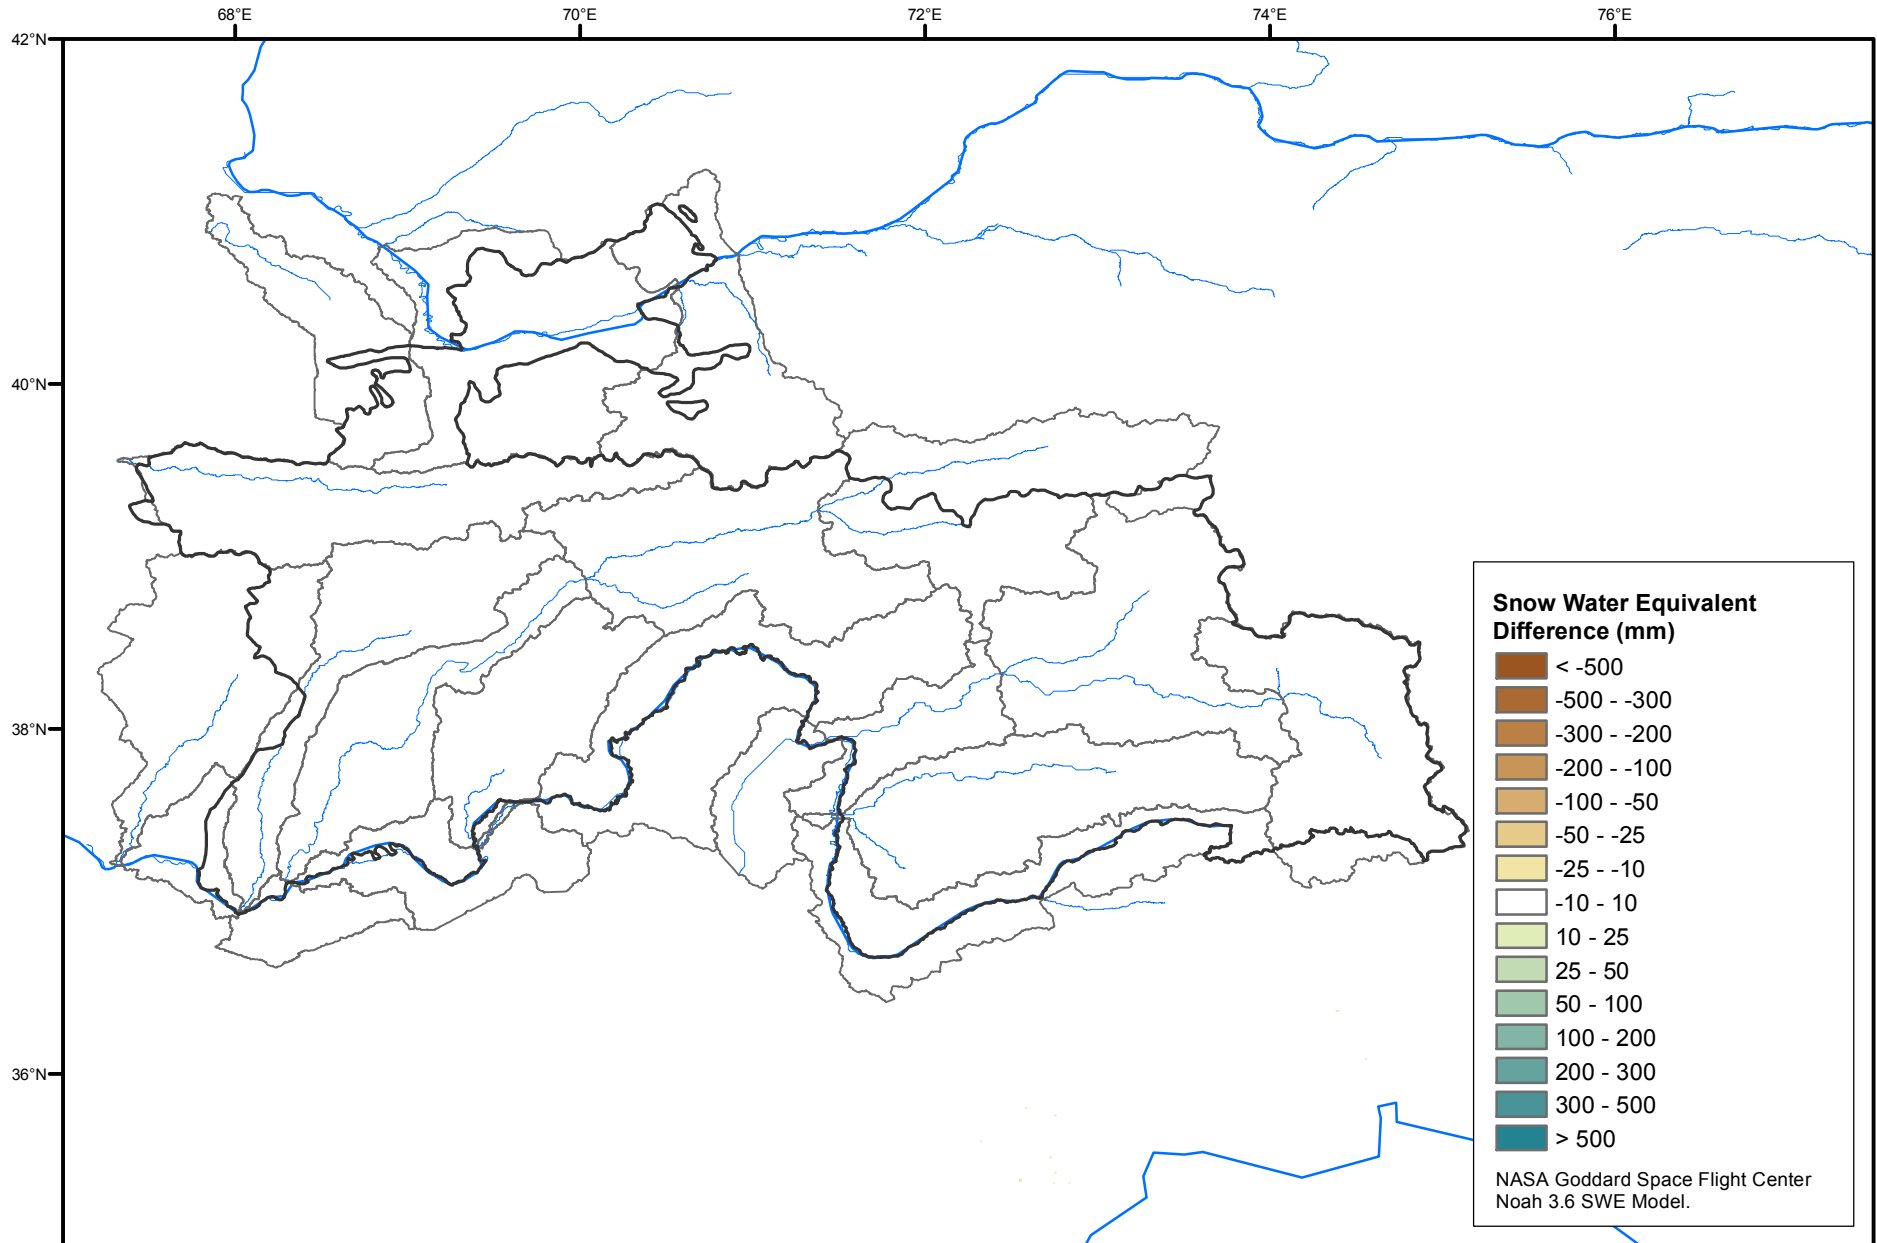 68°E 70°E 72°E 74°E 76°E
42°N
40°N
38°N
36°N
Snow Water Equivalent
Difference (mm)
< -500
-500 - -300
-300 - -200
-200 - -100
-100 - -50
-50 - -25
-25 - -10
-10 - 10
10 - 25
25 - 50
50 - 100
100 - 200
200 - 300
300 - 500
> 500
NASA Goddard Space Flight Center
Noah 3.6 SWE Model.